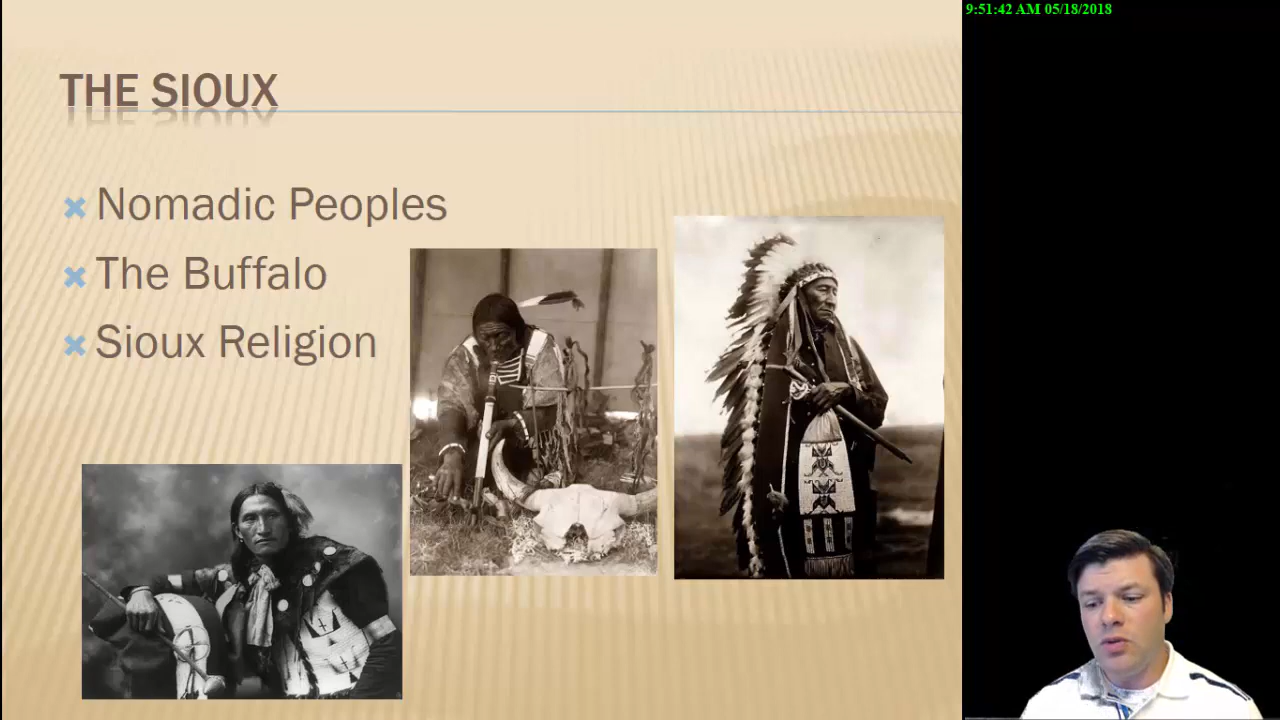 9:51:42 AM 05/18/2018
THE SIOUX
Nomadic Peoples
The Buffalo
Sioux Religion